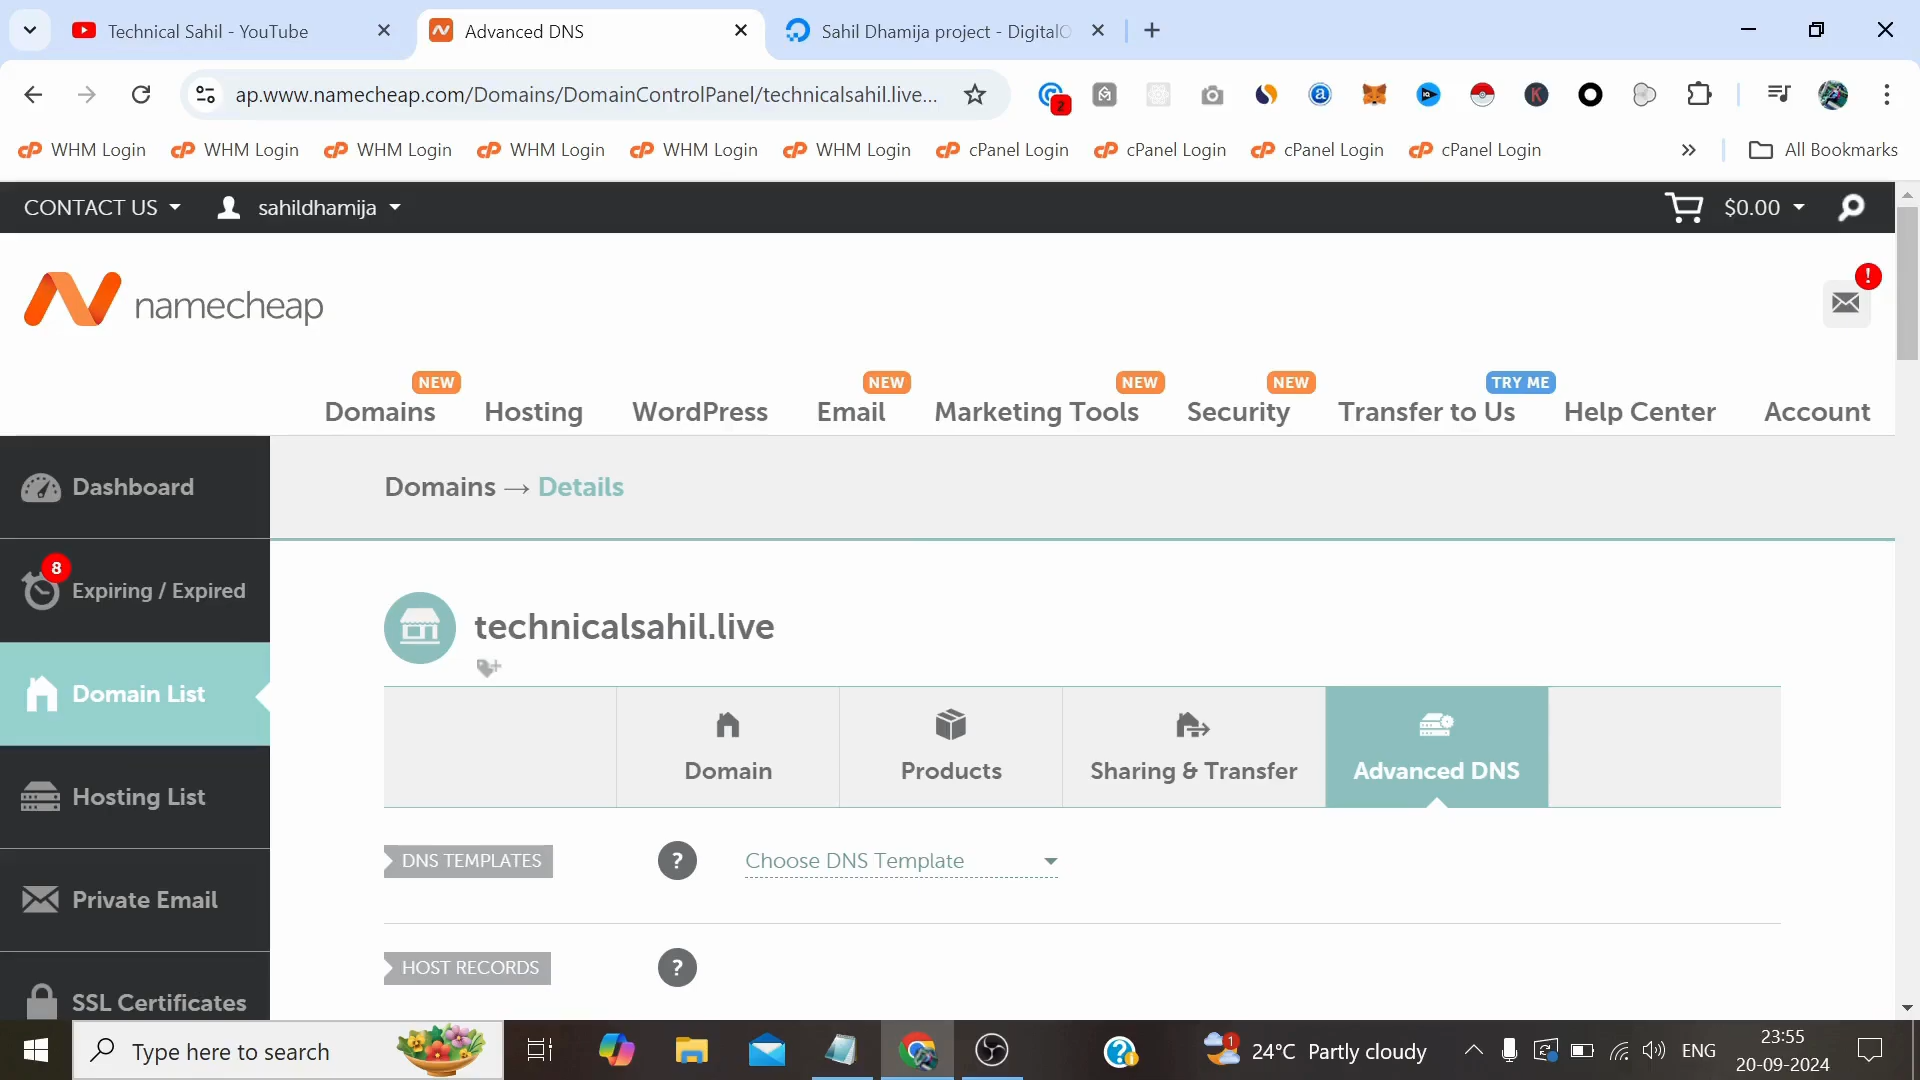 Technical Sahil - YouTube
Advanced DNS
Sahil Dhamija project - DigitalO
ap.www.namecheap.com/Domains/DomainControlPanel/technicalsahil.live...
2
WHM Login
WHM Login
WHM Login
WHM Login
WHM Login
WHM Login
cPanel Login
cPanel Login
cPanel Login
cPanel Login
All Bookmarks
CONTACT US
sahildhamija
$0.00
namecheap
!
NEW
NEW
NEW
NEW
TRY ME
Domains
Hosting
WordPress
Email
Marketing Tools
Security
Transfer to Us
Help Center
Account
Dashboard
8
Expiring / Expired
Domain List
Hosting List
Private Email
SSL Certificates
Domains → Details
technicalsahil.live
Domain
Products
Sharing & Transfer
Advanced DNS
DNS TEMPLATES
?
Choose DNS Template
HOST RECORDS
?
Type here to search
1
24°C Partly cloudy
ENG
23:55
20-09-2024